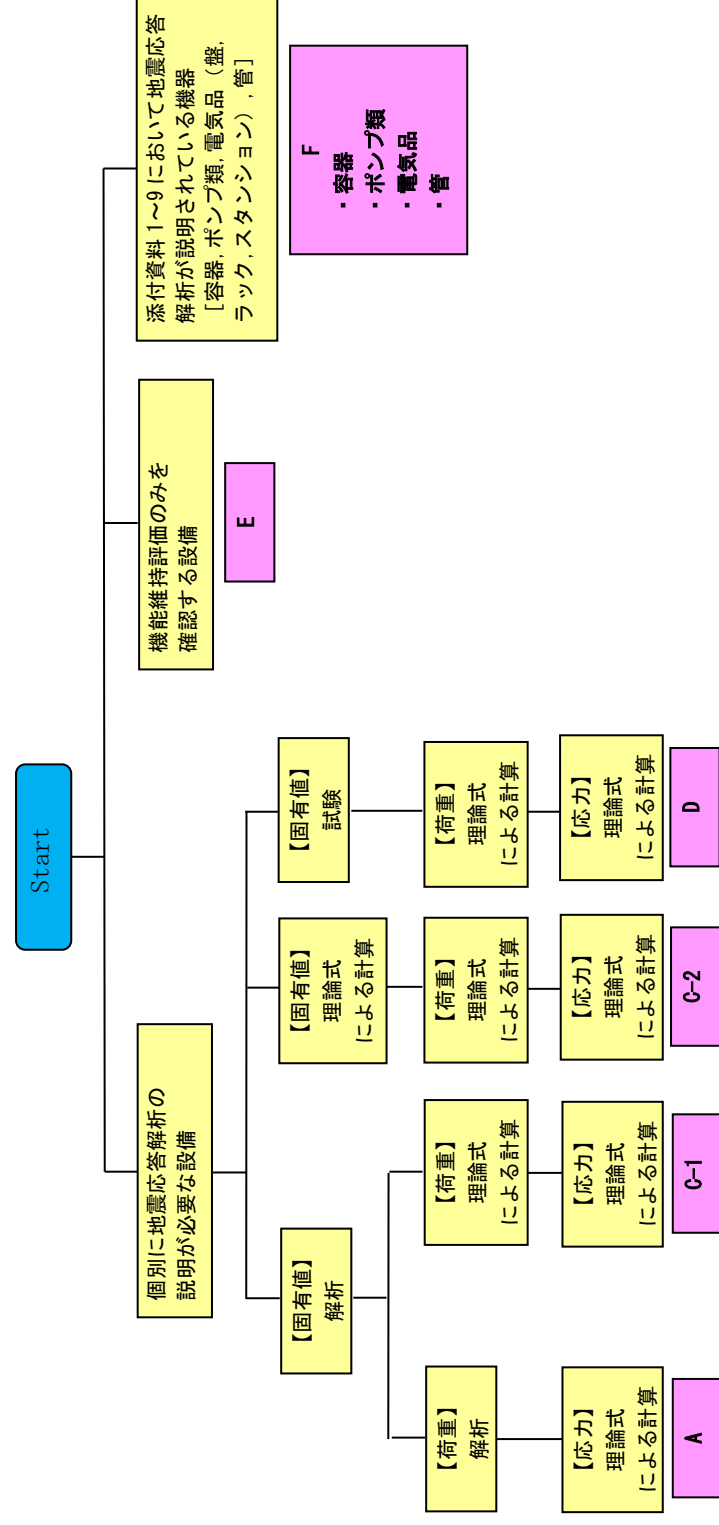 Start
個別に地震応答解析の
説明が必要な設備
機能維持評価のみを
確認する設備
添付資料 1~9 において地震応答
解析が説明されている機器
[容器,ポンプ類,電気品（盤,
ラック,スタンション）,管]
【固有値】
解析
【固有値】
理論式
による計算
【固有値】
試験
E
F
・容器
・ポンプ類
・電気品
・管
【荷重】
解析
【荷重】
理論式
による計算
【荷重】
理論式
による計算
【荷重】
理論式
による計算
【応力】
理論式
による計算
【応力】
理論式
による計算
【応力】
理論式
による計算
【応力】
理論式
による計算
A
C-1
C-2
D